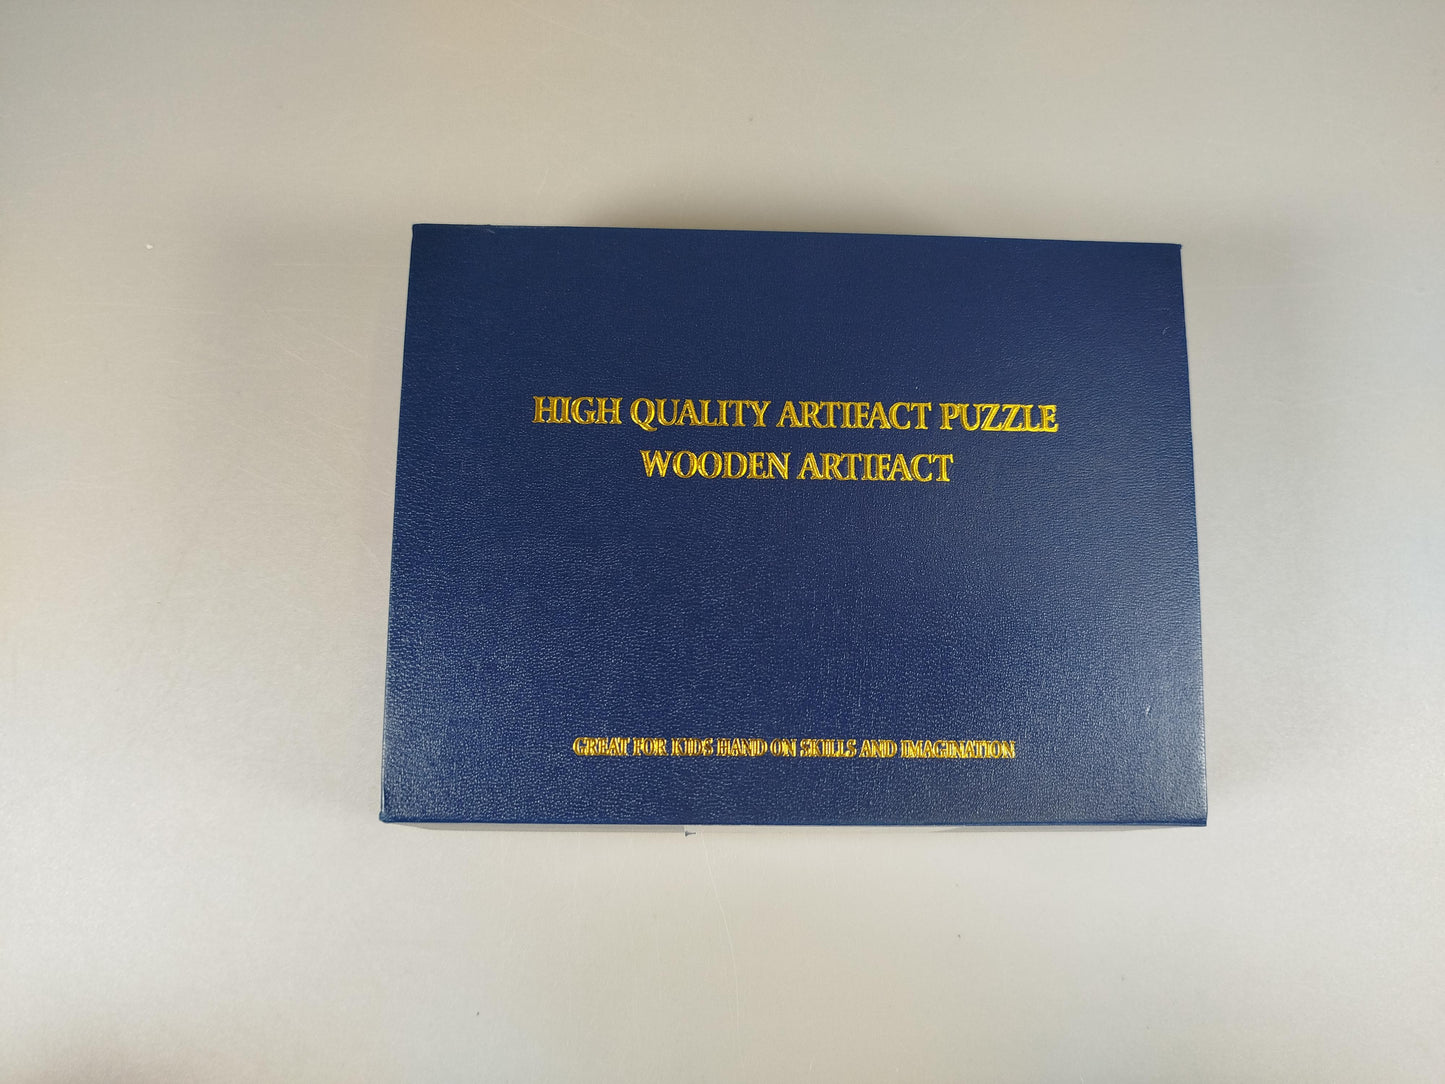 HIGH QUALITY ARTIFACT PUZZLE
WOODEN ARTIFACT
GREAT FOR KIDS HAND ON SKILLS AND IMAGINATION